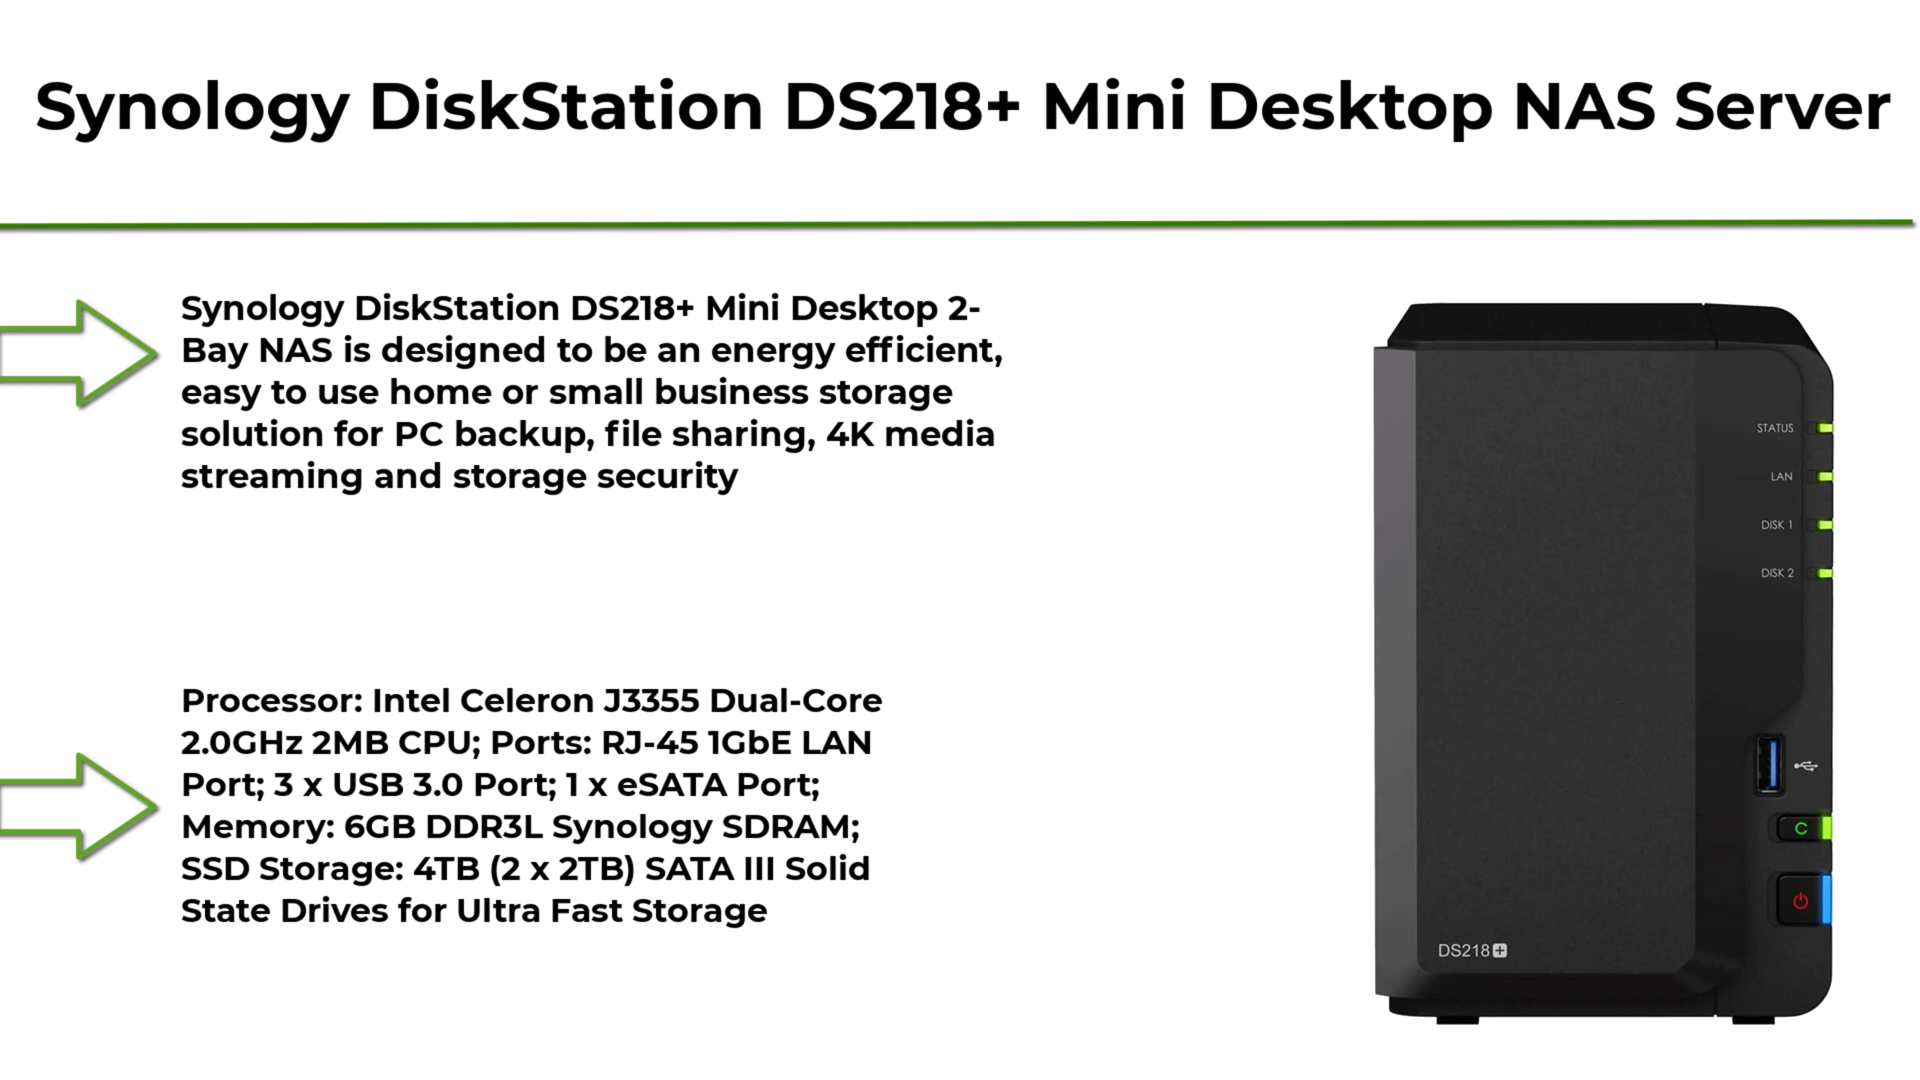 Synology DiskStation DS218+ Mini Desktop NAS Server
Synology DiskStation DS218+ Mini Desktop 2-
Bay NAS is designed to be an energy efficient,
easy to use home or small business storage
solution for PC backup, file sharing, 4K media
streaming and storage security
Processor: Intel Celeron J3355 Dual-Core
2.0GHz 2MB CPU; Ports: RJ-45 1GbE LAN
Port; 3 x USB 3.0 Port; 1 x eSATA Port;
Memory: 6GB DDR3L Synology SDRAM;
SSD Storage: 4TB (2 x 2TB) SATA III Solid
State Drives for Ultra Fast Storage
STATUS
LAN
DISK 1
DISK 2
C
DS218+